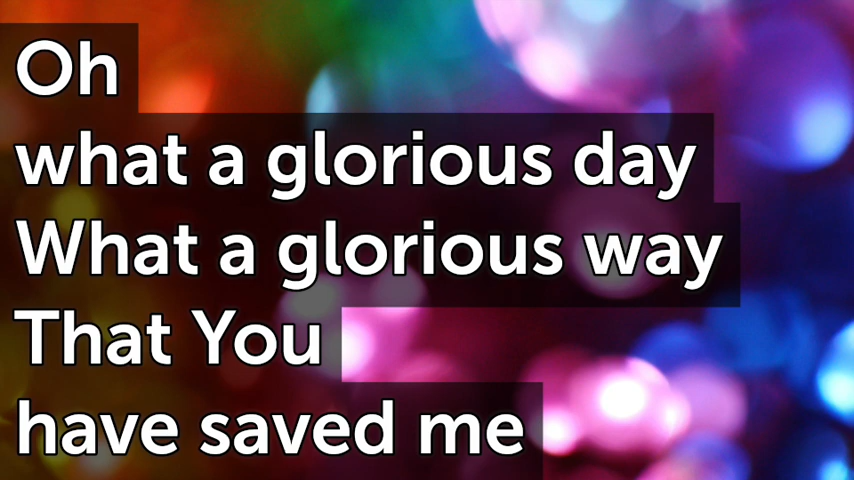 Oh
what a glorious day
What a glorious way
That You
have saved me